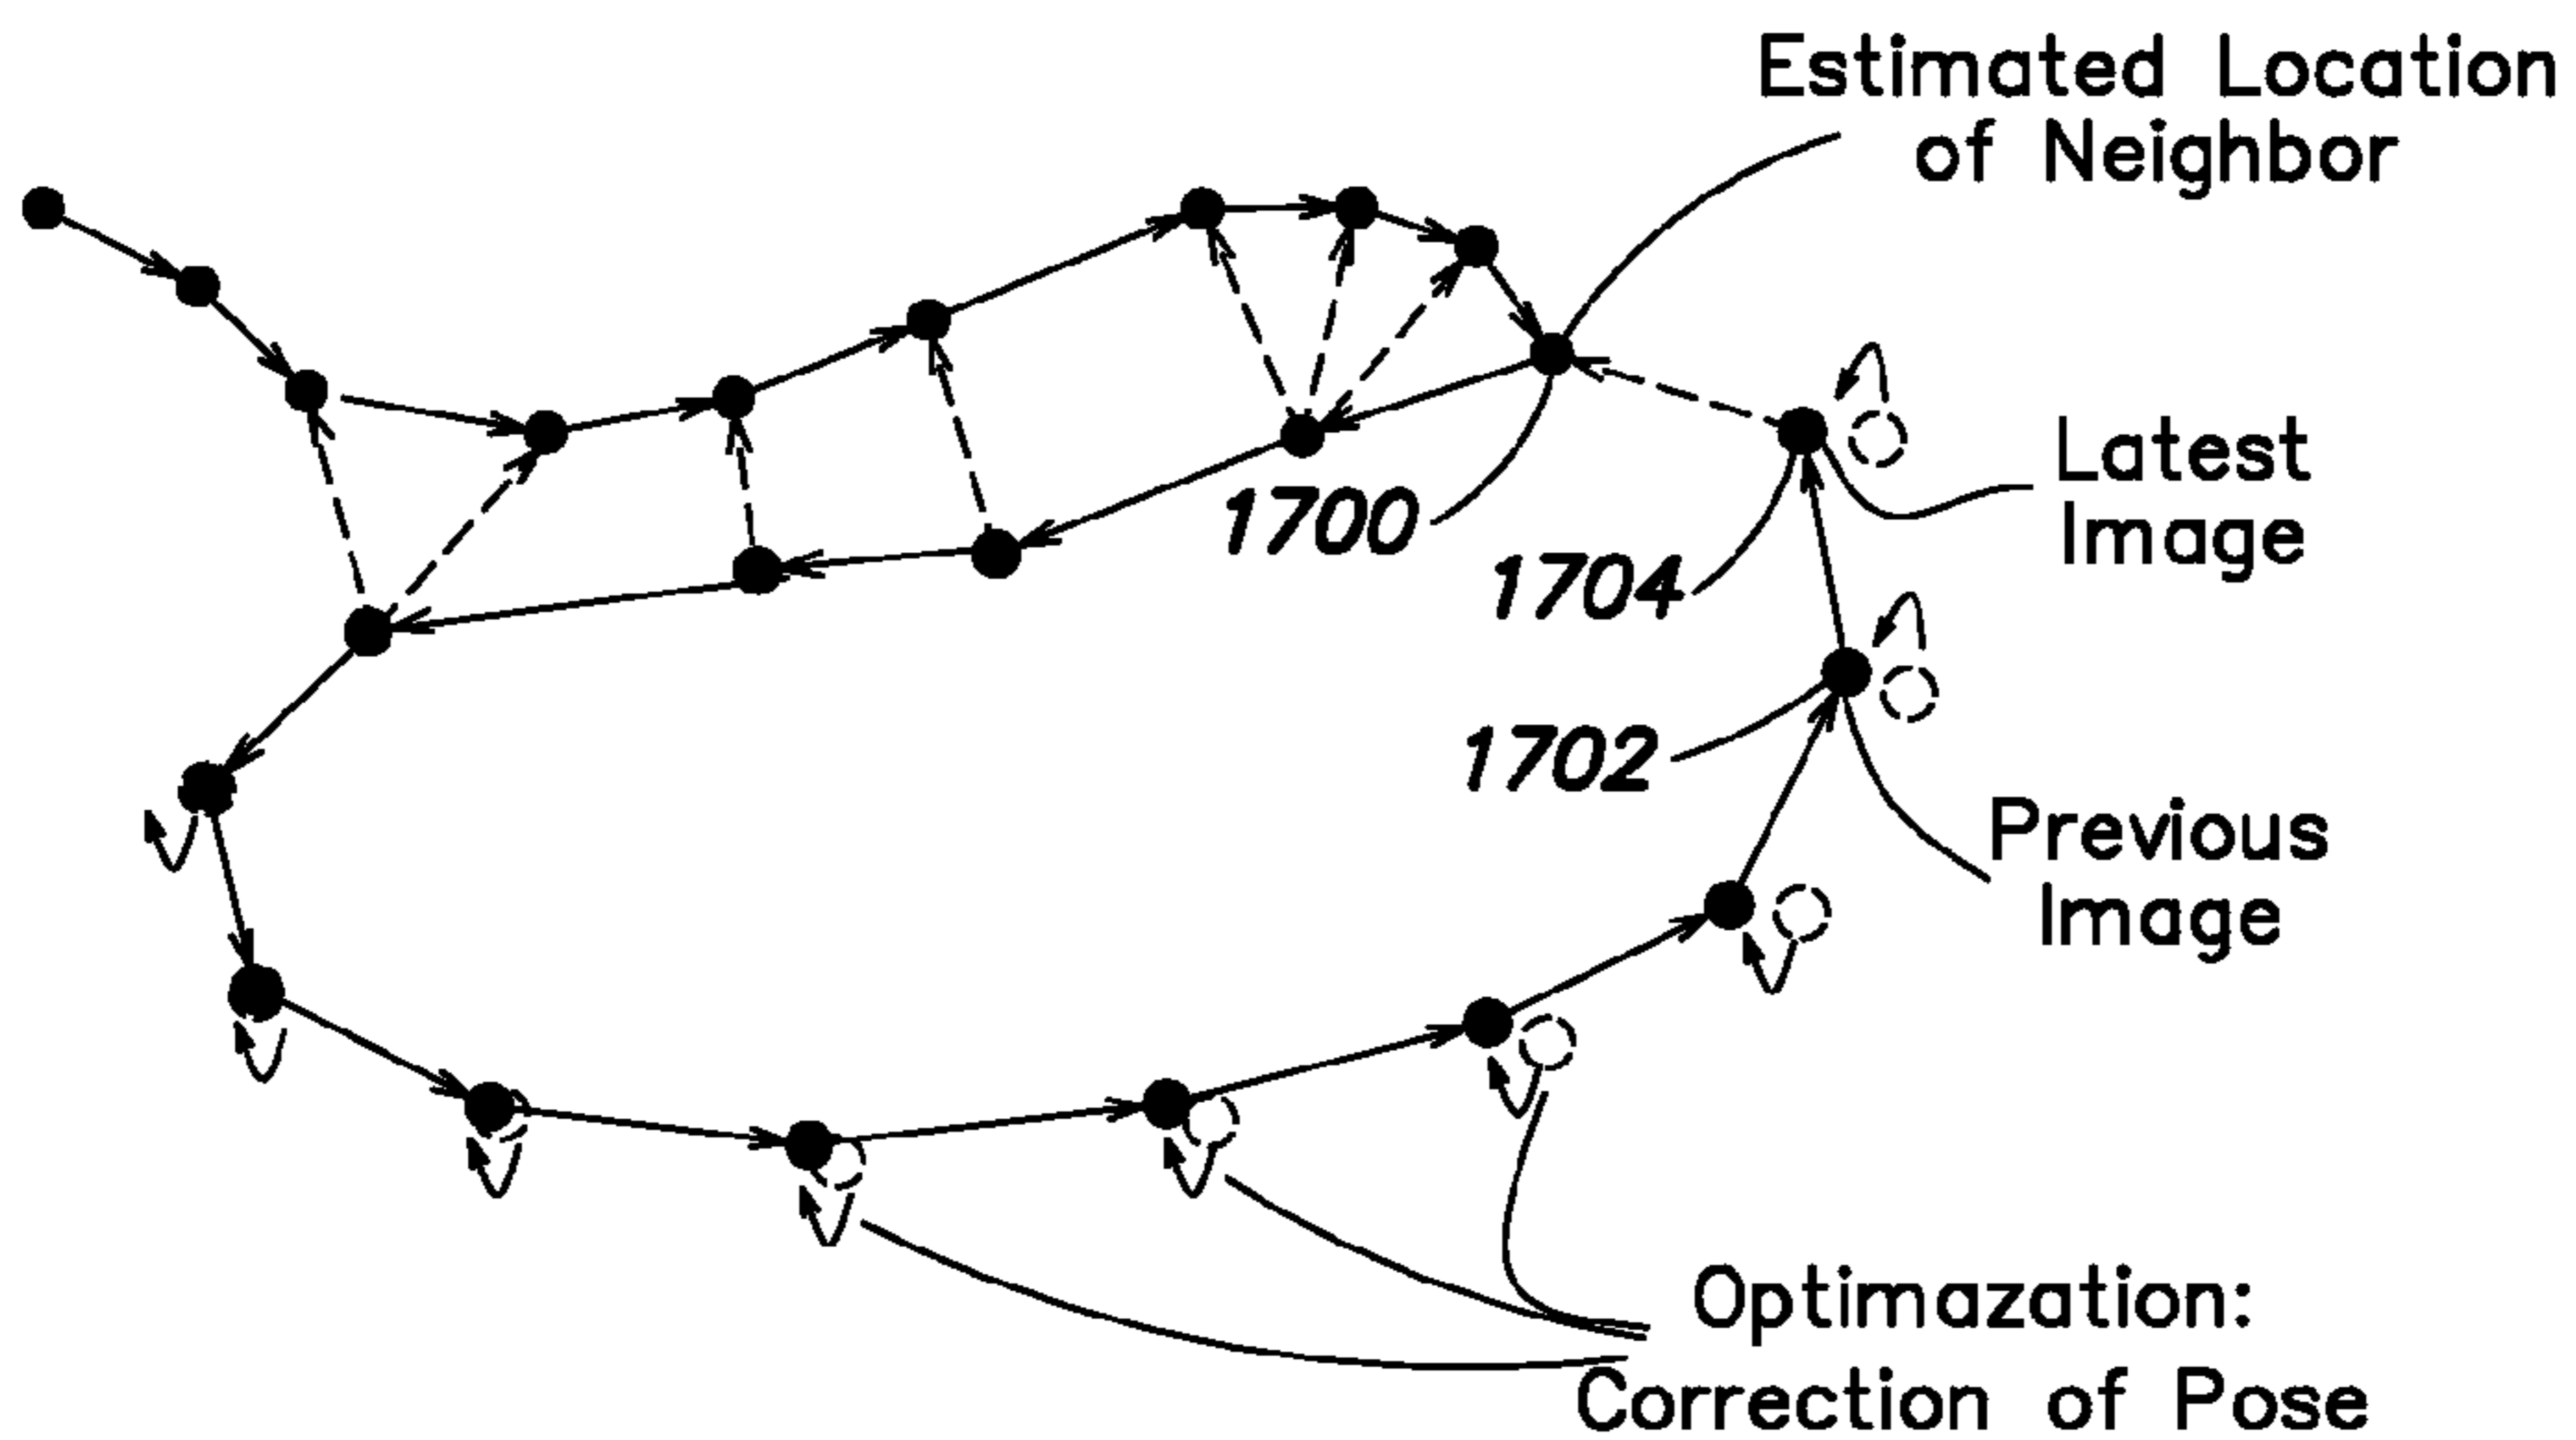 Estimated Location
of Neighbor
1700
Latest
Image
1704
1702
Previous
Image
Optimazation:
Correction of Pose